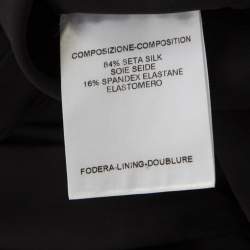 COMPOSIZIONE-COMPOSITION
84% SETA SILK
SOIE SEIDE
16% SPANDEX ELASTANE
ELASTOMERO
FODERA-LINING-DOUBLURE